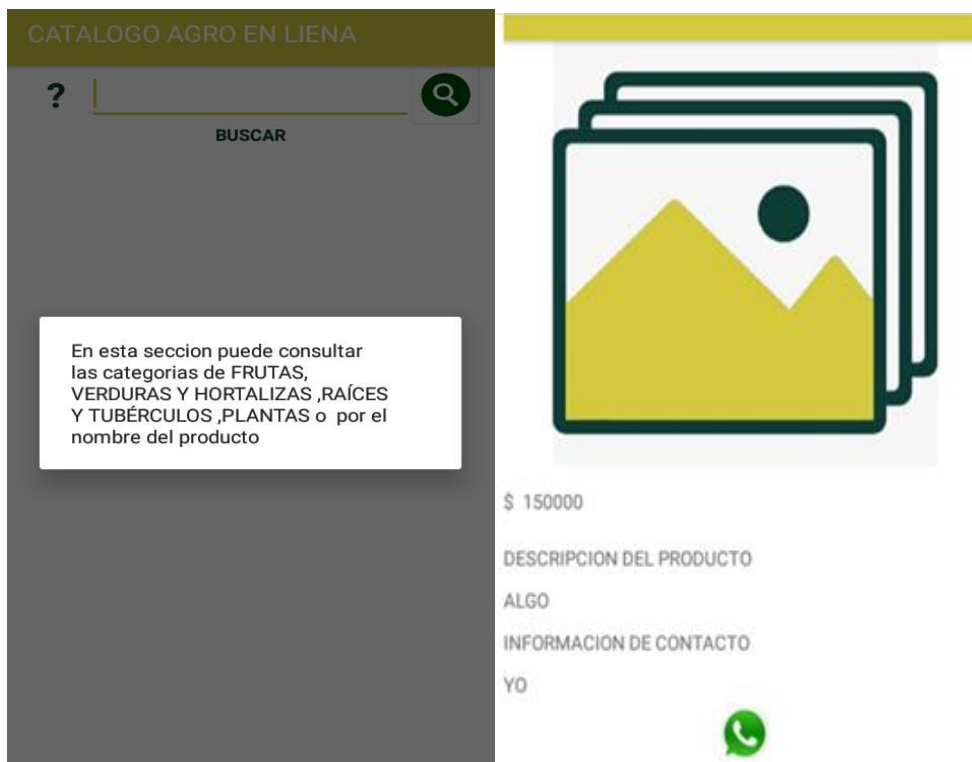 CATALOGO AGRO EN LIENA
?
BUSCAR
En esta seccion puede consultar
las categorias de FRUTAS,
VERDURAS Y HORTALIZAS ,RAÍCES
Y TUBÉRCULOS ,PLANTAS o por el
nombre del producto
$ 150000
DESCRIPCION DEL PRODUCTO
ALGO
INFORMACION DE CONTACTO
YO